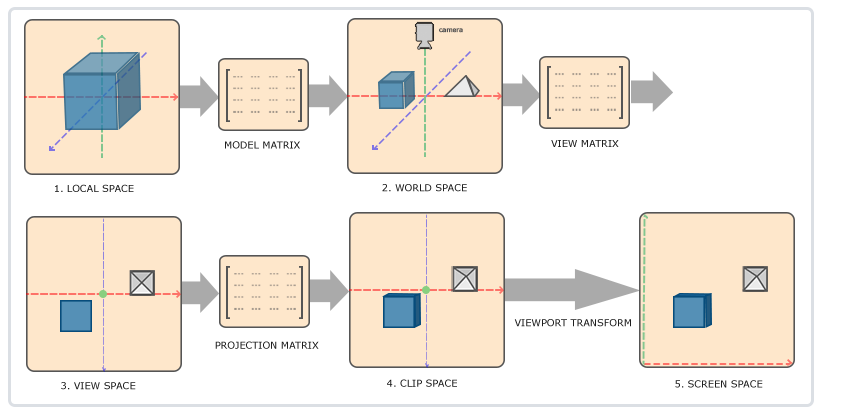 camera
MODEL MATRIX
VIEW MATRIX
1. LOCAL SPACE
2. WORLD SPACE
VIEWPORT TRANSFORM
PROJECTION MATRIX
3. VIEW SPACE
4. CLIP SPACE
5. SCREEN SPACE